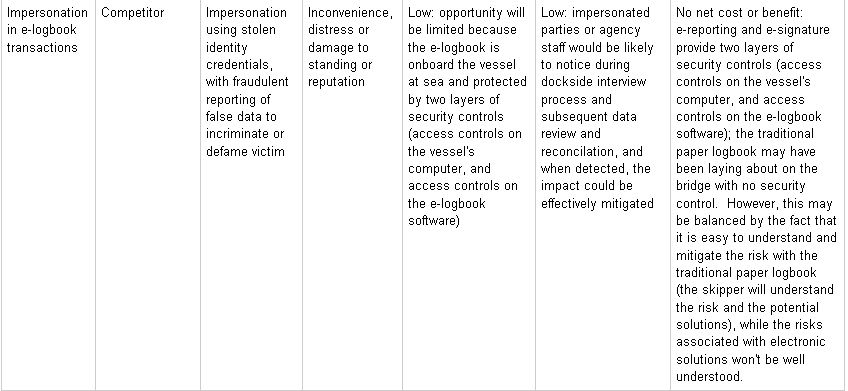 Impersonation
in e-logbook
transactions
Competitor
Impersonation
using stolen
identity
credentials,
with fraudulent
reporting of
false data to
incriminate or
defame victim
Inconvenience,
distress or
damage to
standing or
reputation
Low: opportunity will
be limited because
the e-logbook is
onboard the vessel
at sea and protected
by two layers of
security controls
(access controls on
the vessel's
computer, and
access controls on
the e-logbook
software)
Low: impersonated
parties or agency
staff would be likely
to notice during
dockside interview
process and
subsequent data
review and
reconcilation, and
when detected, the
impact could be
effectively mitigated
No net cost or benefit:
e-reporting and e-signature
provide two layers of
security controls (access
controls on the vessel's
computer, and access
controls on the e-logbook
software); the traditional
paper logbook may have
been laying about on the
bridge with no security
control.  However, this may
be balanced by the fact that
it is easy to understand and
mitigate the risk with the
traditional paper logbook
(the skipper will understand
the risk and the potential
solutions), while the risks
associated with electronic
solutions won't be well
understood.